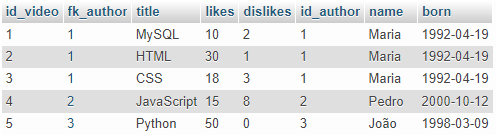 id_video fk_author title likes dislikes id_author name born
1 1 MySQL 10 2 1 Maria 1992-04-19
2 1 HTML 30 1 1 Maria 1992-04-19
3 1 CSS 18 3 1 Maria 1992-04-19
4 2 JavaScript 15 8 2 Pedro 2000-10-12
5 3 Python 50 0 3 João 1998-03-09